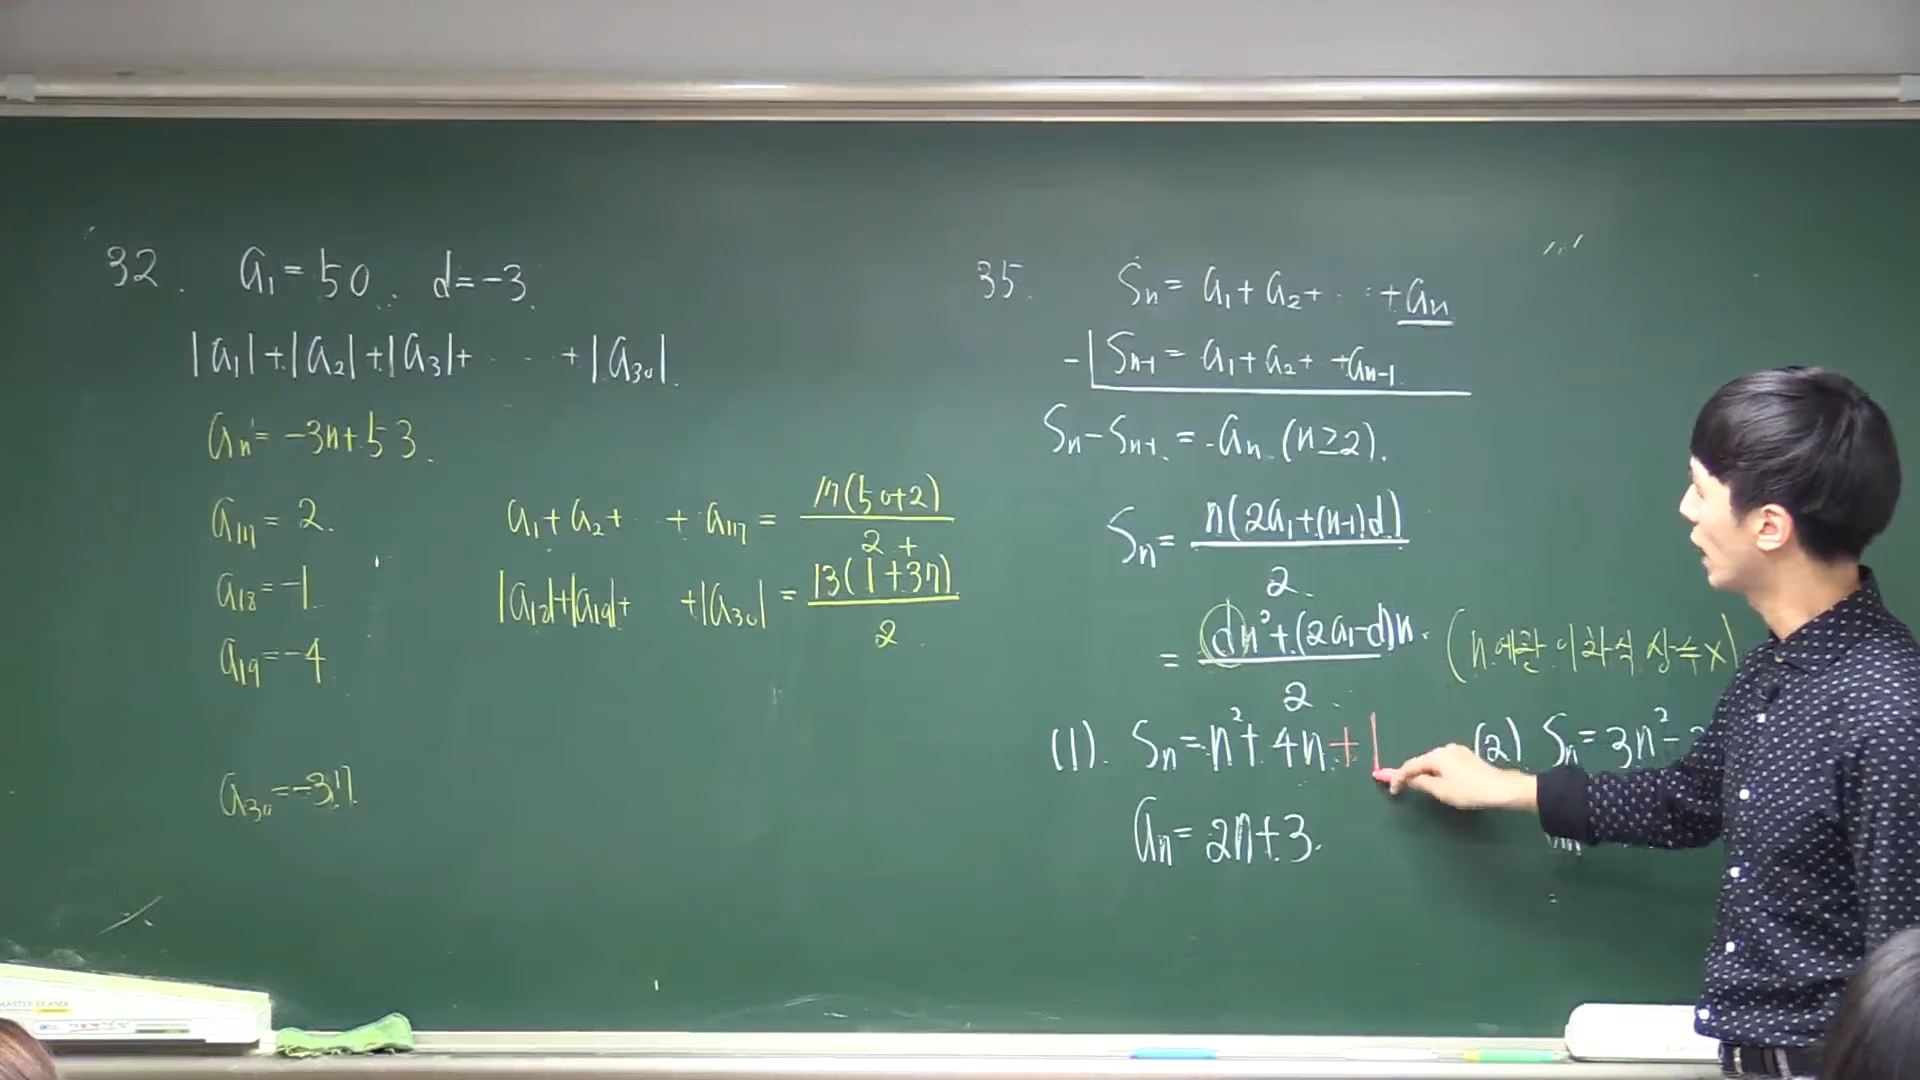 32. a₁ = 50. d = -3.
|a₁| + |a₂| + |a₃| + ‥ + |a₃₀|.
aₙ = -3n + 53.
a₁₇ = 2.
a₁₈ = -1.
a₁₉ = -4
a₃₀ = -37.
a₁ + a₂ + ‥ + a₁₇ = 17(50+2) / 2
+
|a₁₈| + |a₁₉| + + |a₃₀| = 13(1+37) / 2
35. Sₙ = a₁ + a₂ + ‥ + aₙ
- Sₙ₋₁ = a₁ + a₂ + + aₙ₋₁
Sₙ - Sₙ₋₁ = aₙ (n ≥ 2).
Sₙ = n(2a₁+(n-1)d) / 2.
= dn² + (2a₁-d)n / 2. (n에관한 이차식 상수x)
(1). Sₙ = n² + 4n + 1
aₙ = 2n + 3.
(2) Sₙ = 3n² -
MASTER ERASER